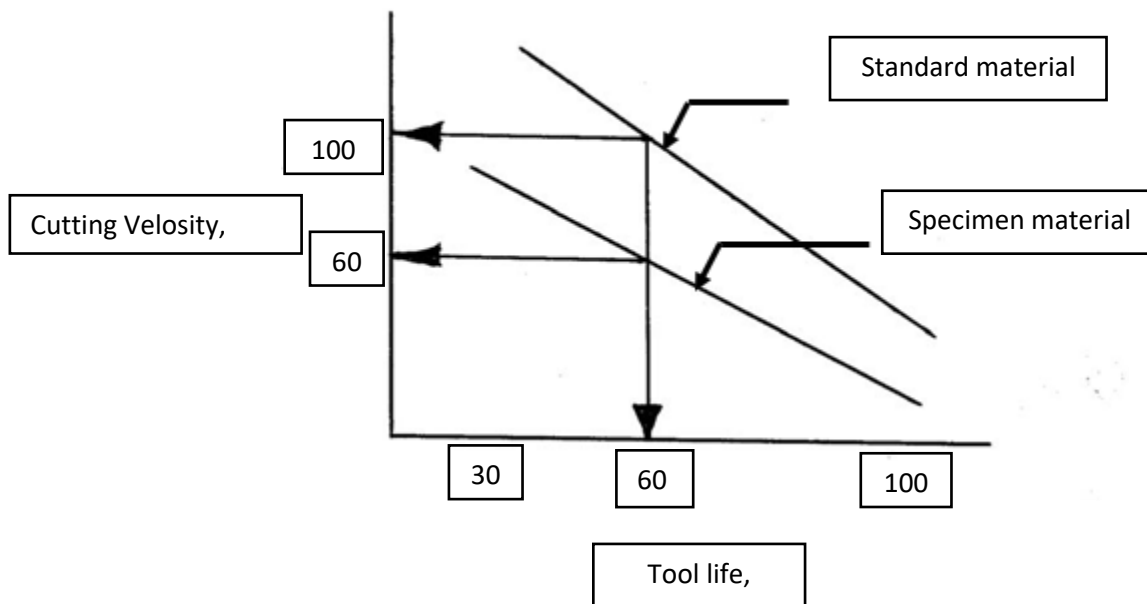 Standard material
100
Cutting Velosity,
Specimen material
60
30
60
100
Tool life,